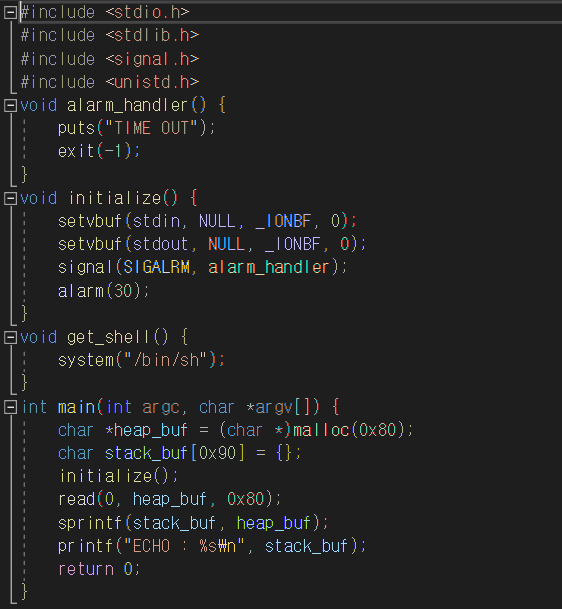 #include <stdio.h>
#include <stdlib.h>
#include <signal.h>
#include <unistd.h>
void alarm_handler() {
    puts("TIME OUT");
    exit(-1);
}
void initialize() {
    setvbuf(stdin, NULL, _IONBF, 0);
    setvbuf(stdout, NULL, _IONBF, 0);
    signal(SIGALRM, alarm_handler);
    alarm(30);
}
void get_shell() {
    system("/bin/sh");
}
int main(int argc, char *argv[]) {
    char *heap_buf = (char *)malloc(0x80);
    char stack_buf[0x90] = {};
    initialize();
    read(0, heap_buf, 0x80);
    sprintf(stack_buf, heap_buf);
    printf("ECHO : %s₩n", stack_buf);
    return 0;
}